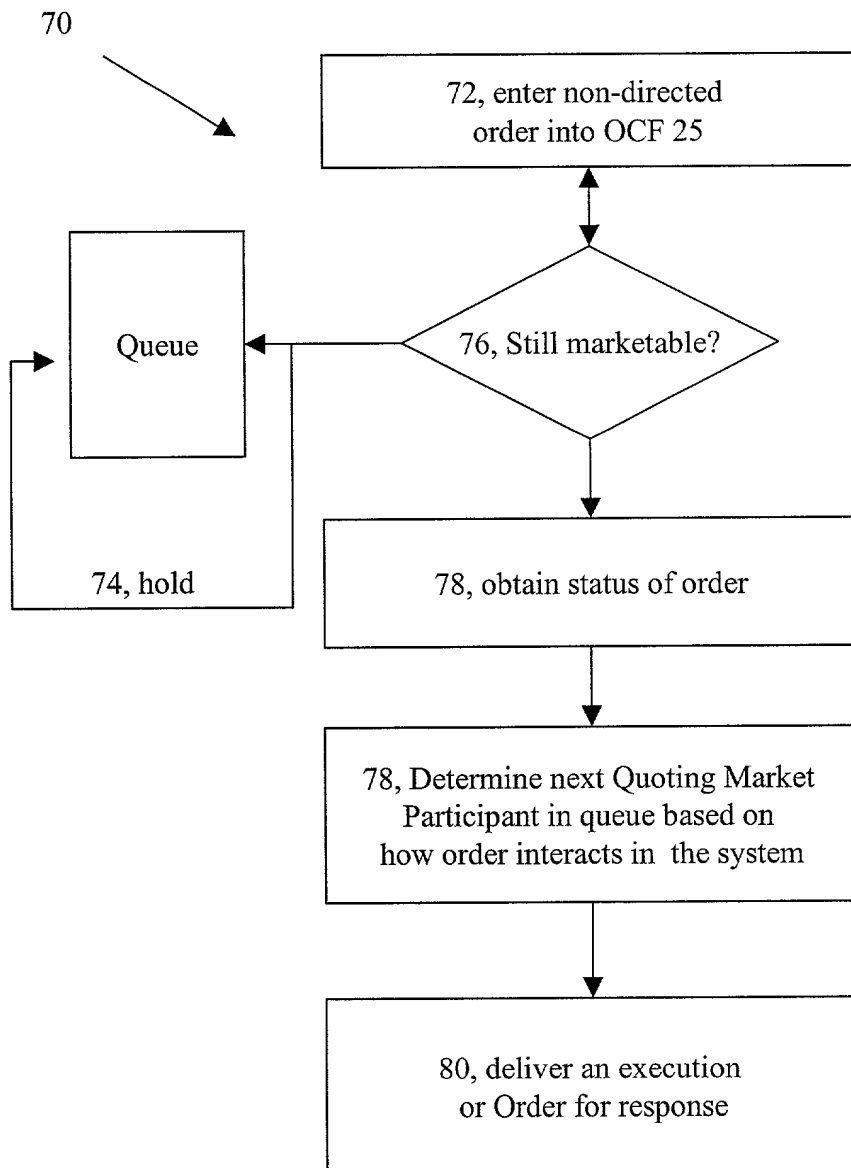 70
72, enter non-directed
order into OCF 25
Queue
76, Still marketable?
74, hold
78, obtain status of order
78, Determine next Quoting Market
Participant in queue based on
how order interacts in the system
80, deliver an execution
or Order for response